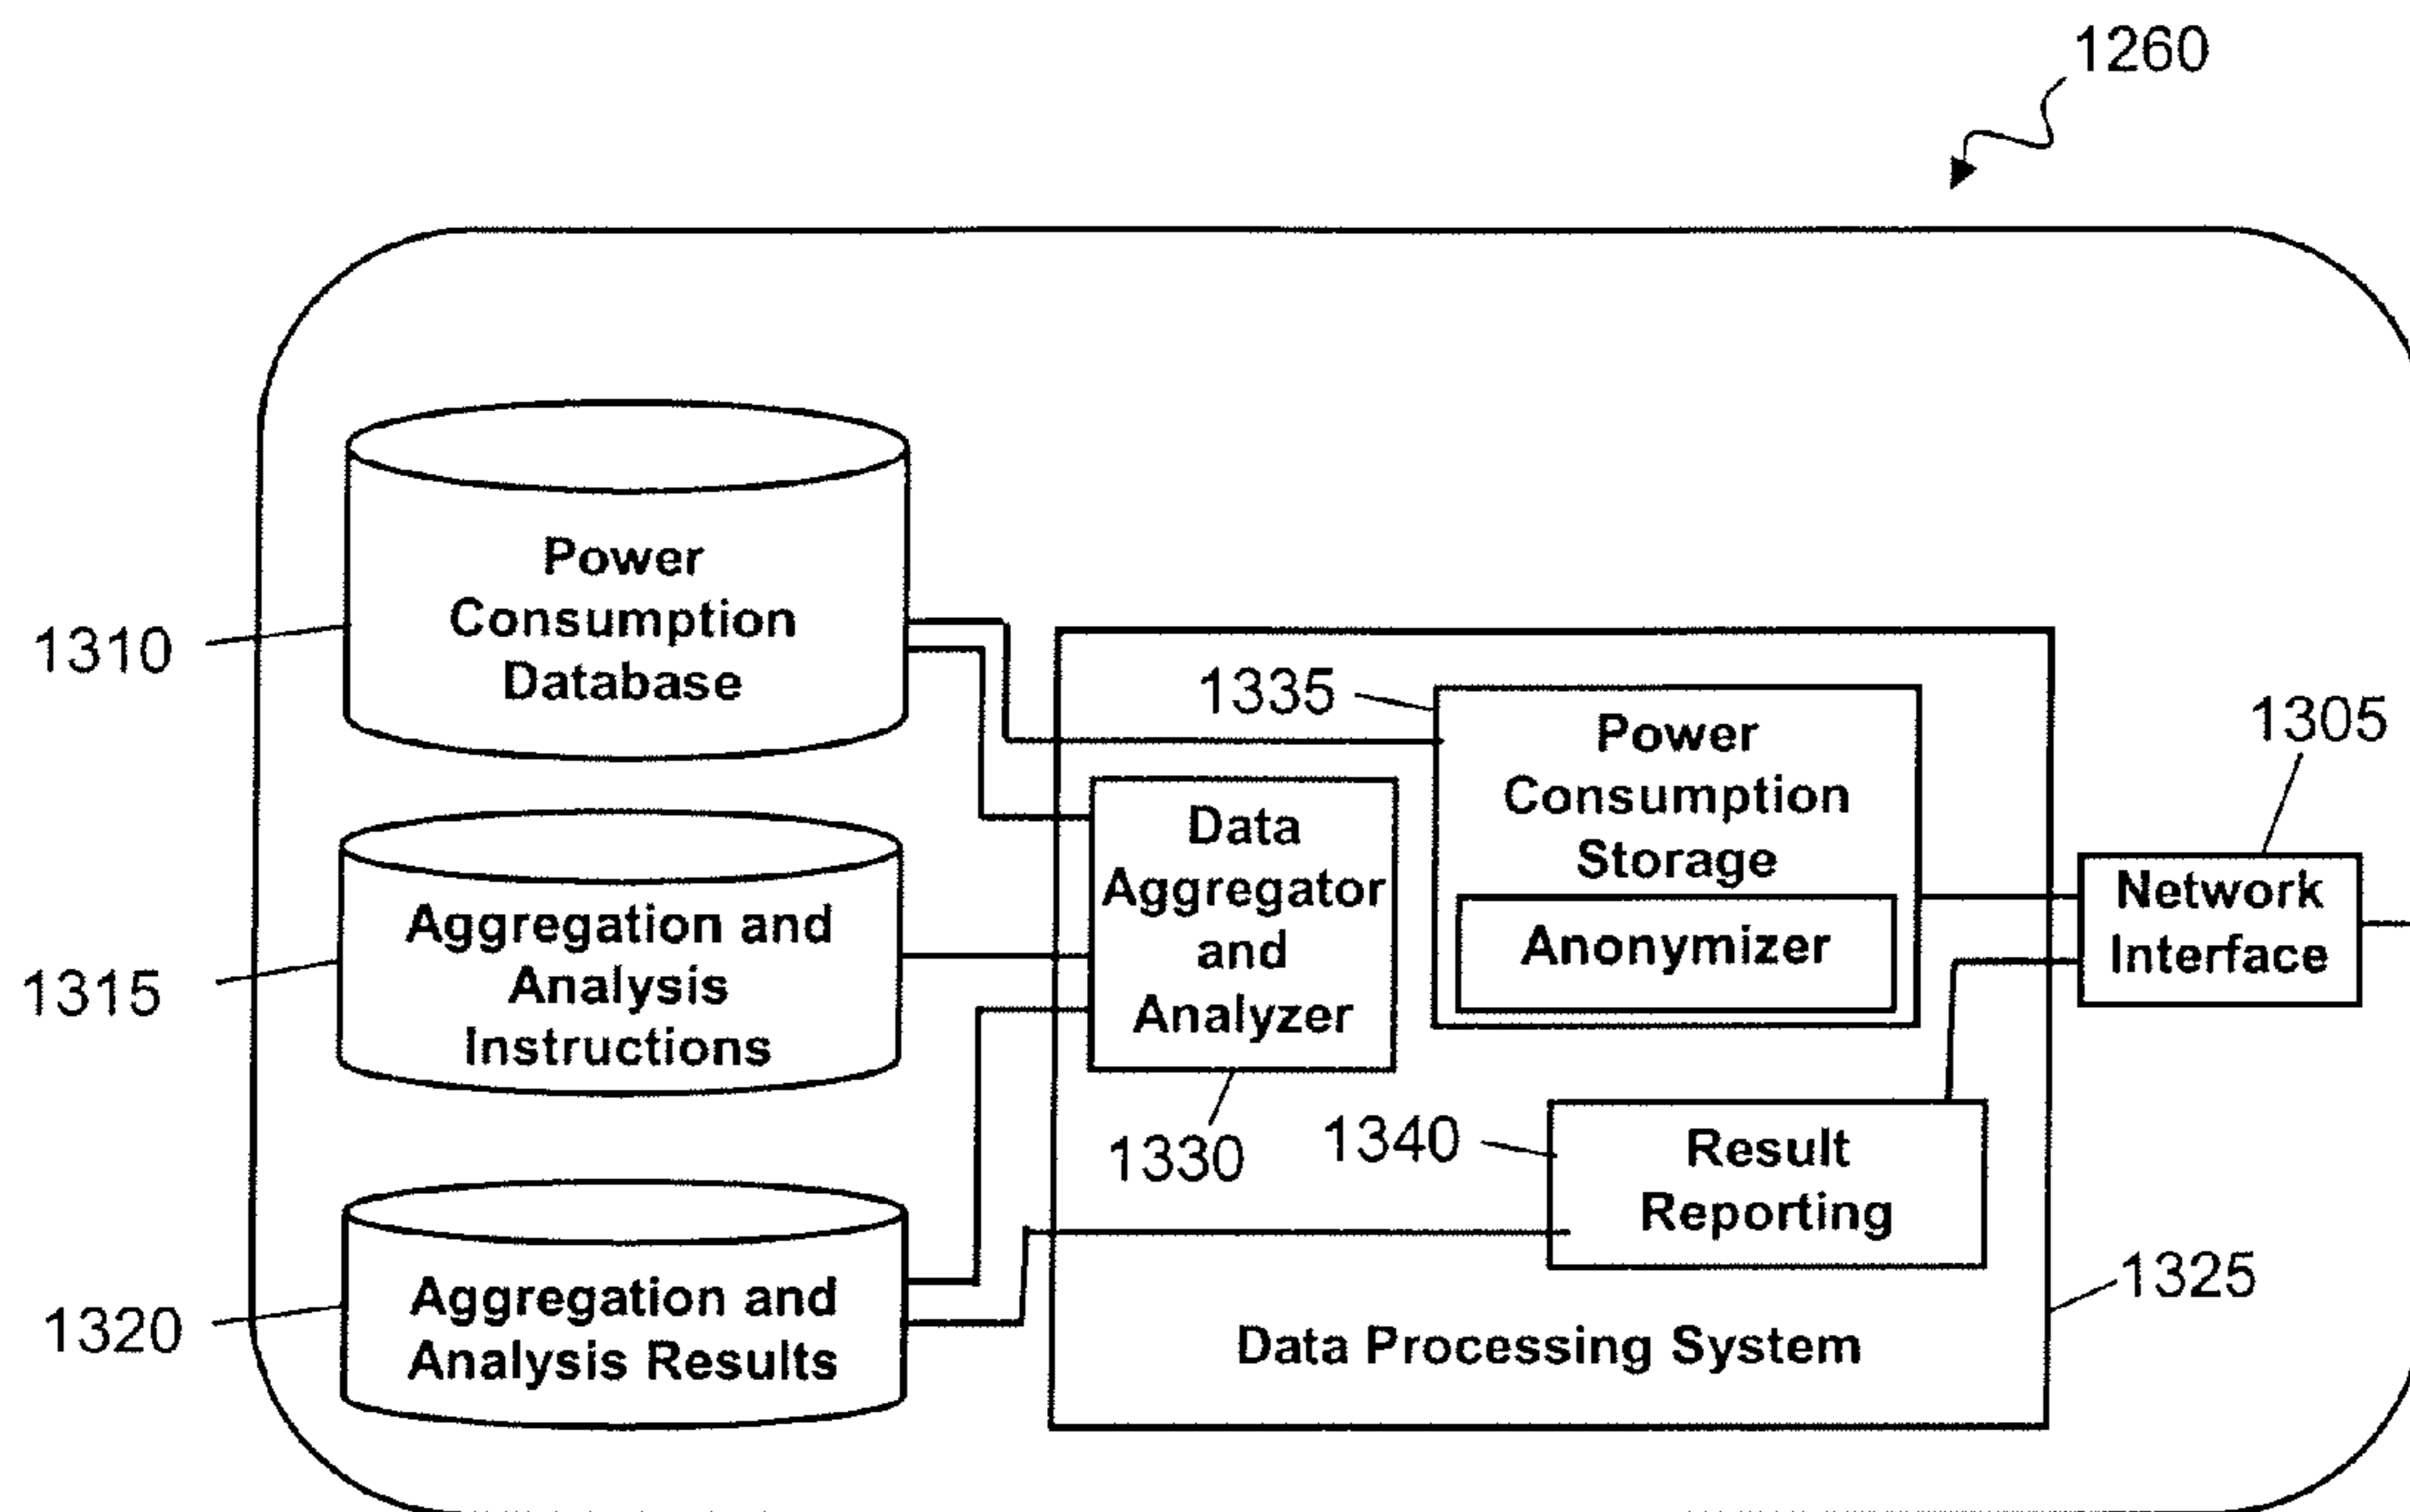 1260
Power
Consumption
Database
1310
1335
Power
Consumption
Storage
Anonymizer
1305
Network
Interface
Data
Aggregator
and
Analyzer
1330
Aggregation and
Analysis
Instructions
1315
1340
Result
Reporting
1325
Aggregation and
Analysis Results
1320
Data Processing System